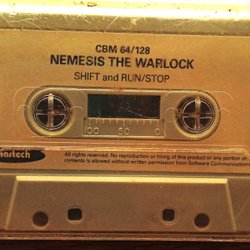 CBM 64/128
NEMESIS THE WARLOCK
SHIFT and RUN/STOP
100 50 0
Martech
All rights reserved. No reproduction or hiring of this product or any portion or
contents is allowed without written permission from Software Communications